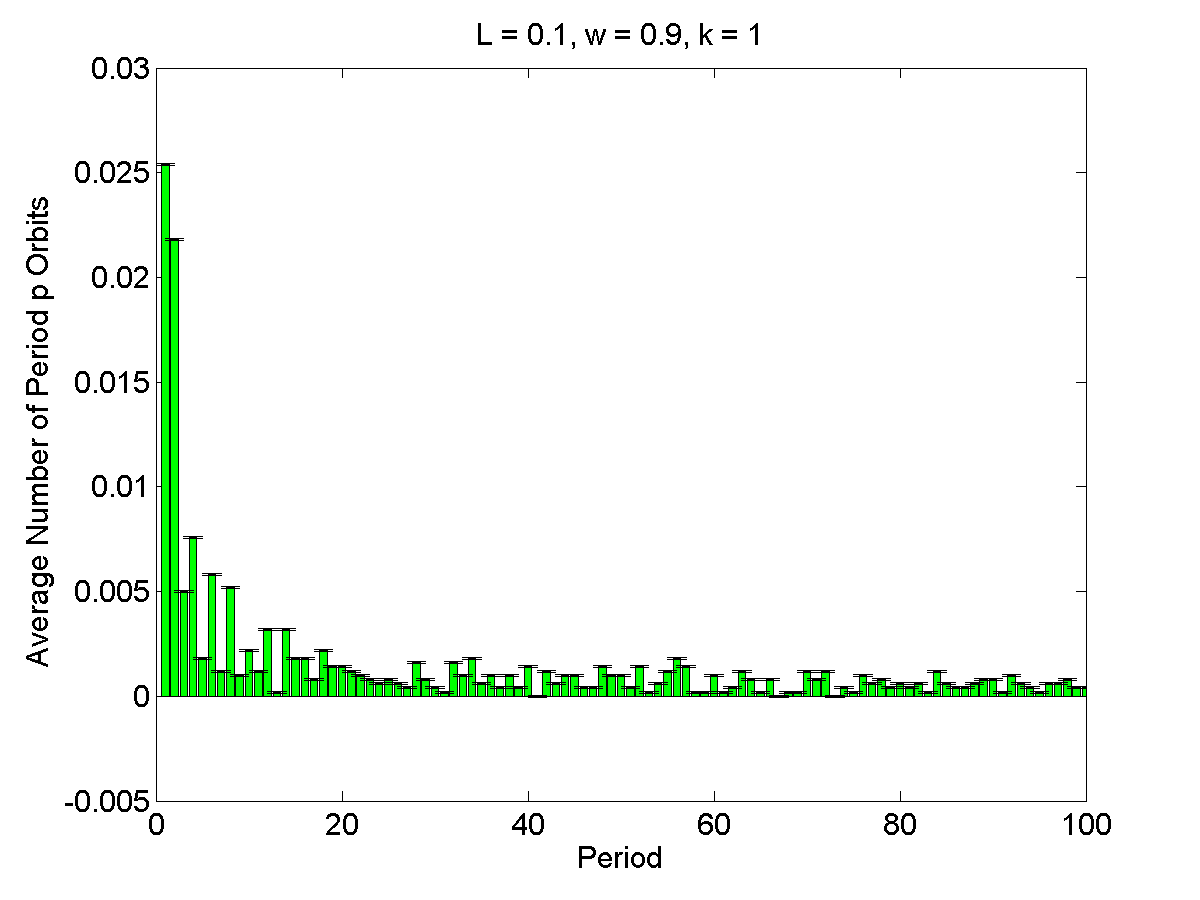 L = 0.1, w = 0.9, k = 1
0.03
0.025
0.02
0.015
0.01
0.005
0
-0.005
Average Number of Period p Orbits
0 20 40 60 80 100
Period